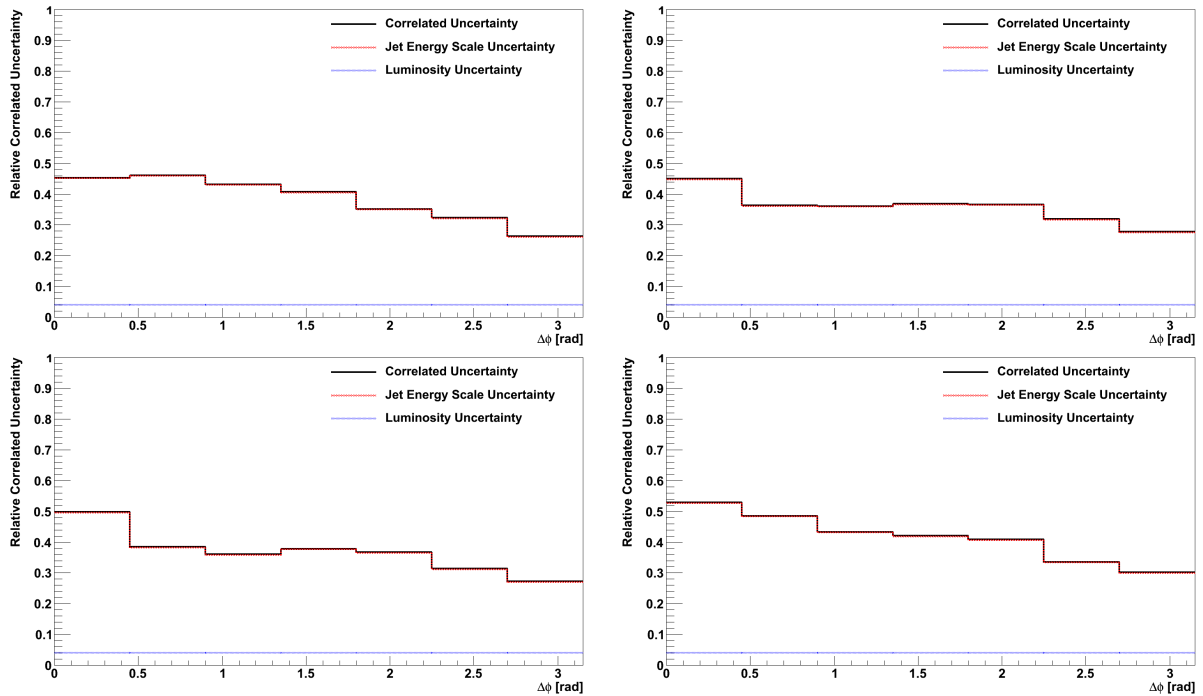 Relative Correlated Uncertainty
1
0.9
0.8
0.7
0.6
0.5
0.4
0.3
0.2
0.1
0
Correlated Uncertainty
Jet Energy Scale Uncertainty
Luminosity Uncertainty
0 0.5 1 1.5 2 2.5 3
Δϕ [rad]
Relative Correlated Uncertainty
1
0.9
0.8
0.7
0.6
0.5
0.4
0.3
0.2
0.1
0
Correlated Uncertainty
Jet Energy Scale Uncertainty
Luminosity Uncertainty
0 0.5 1 1.5 2 2.5 3
Δϕ [rad]
Relative Correlated Uncertainty
1
0.9
0.8
0.7
0.6
0.5
0.4
0.3
0.2
0.1
0
Correlated Uncertainty
Jet Energy Scale Uncertainty
Luminosity Uncertainty
0 0.5 1 1.5 2 2.5 3
Δϕ [rad]
Relative Correlated Uncertainty
1
0.9
0.8
0.7
0.6
0.5
0.4
0.3
0.2
0.1
0
Correlated Uncertainty
Jet Energy Scale Uncertainty
Luminosity Uncertainty
0 0.5 1 1.5 2 2.5 3
Δϕ [rad]